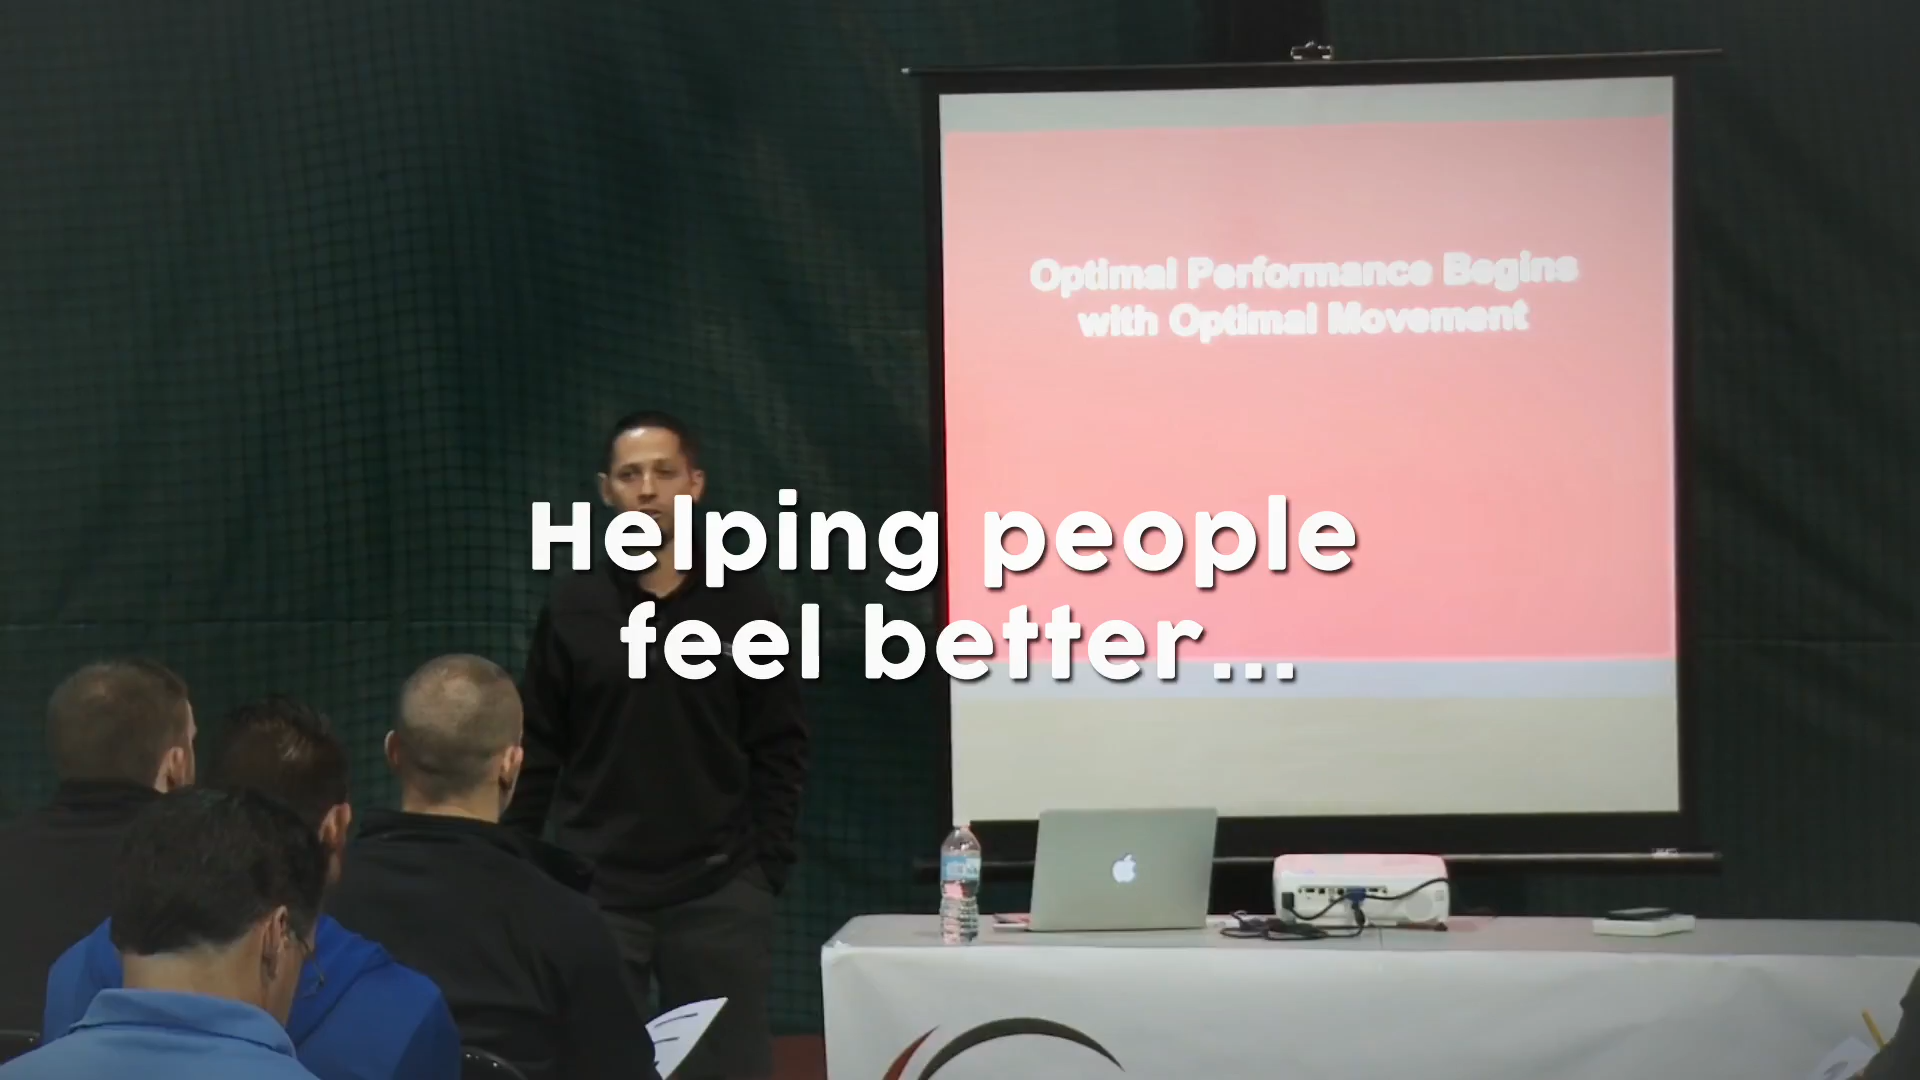 Optimal Performance Begins
with Optimal Movement
Helping people
feel better...